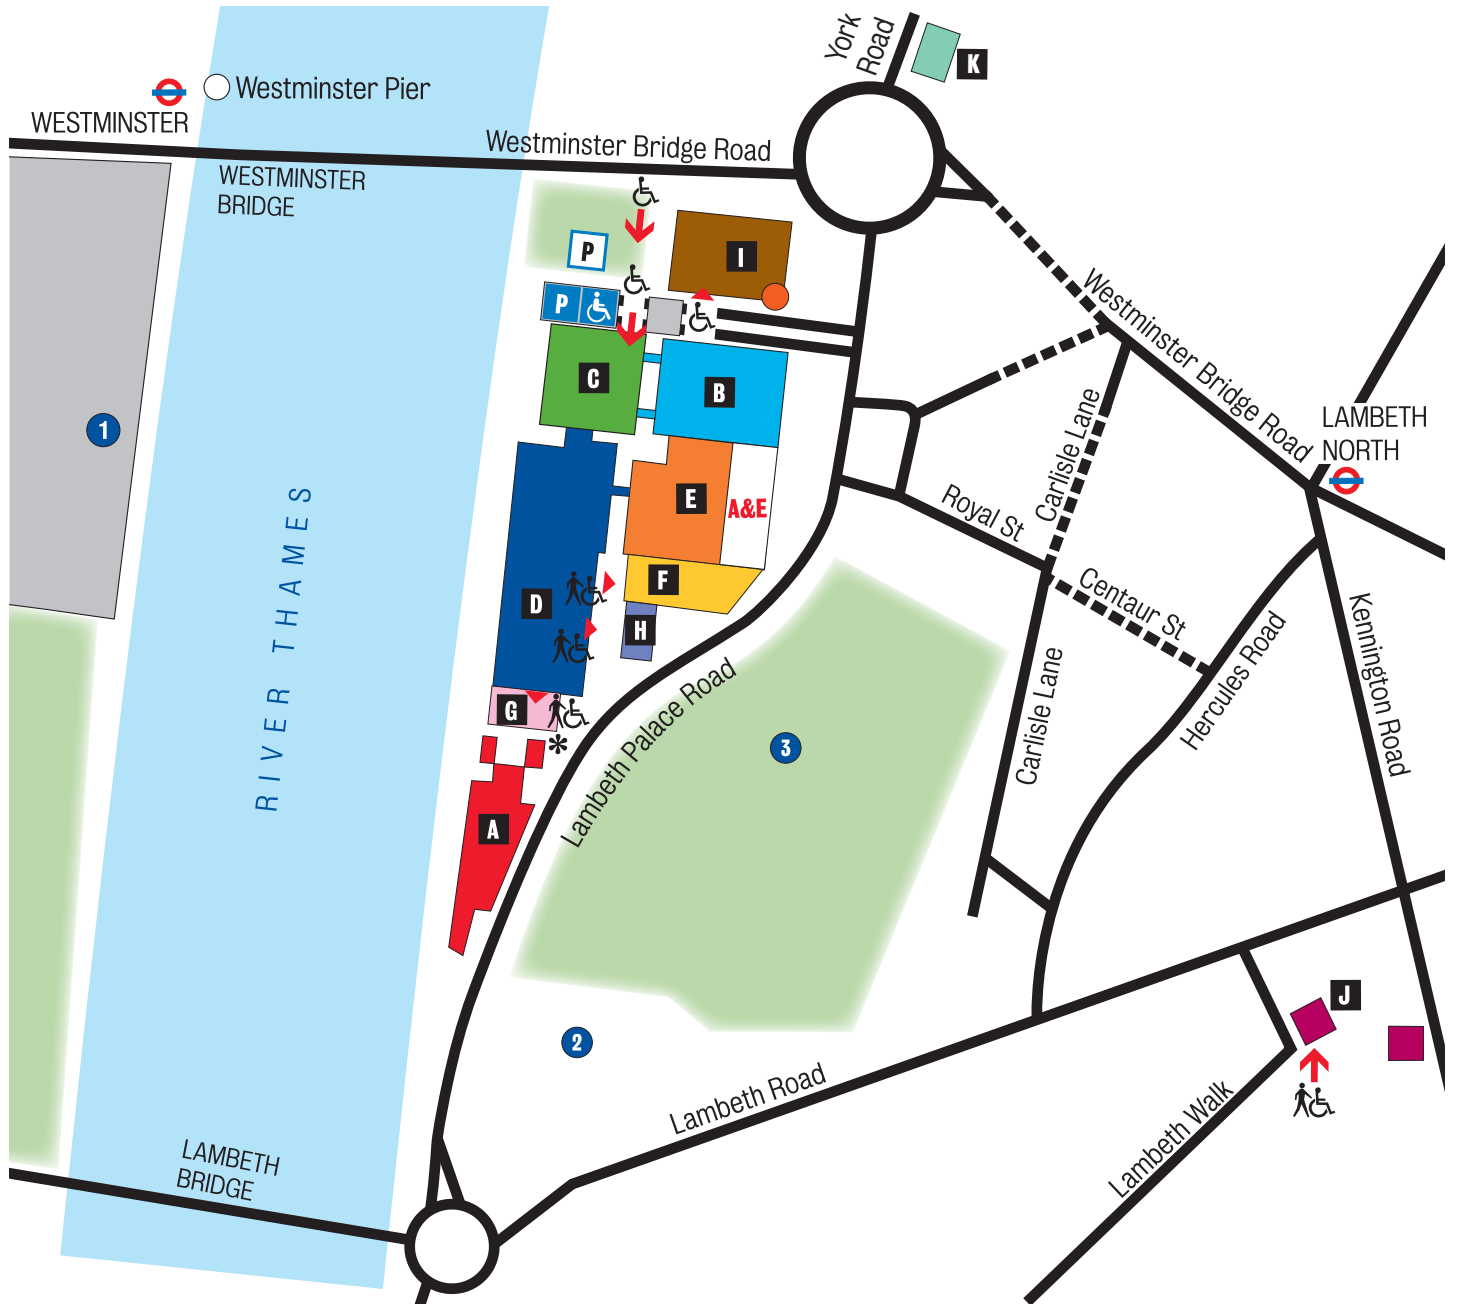 York
Road
K
Westminster Pier
WESTMINSTER
Westminster Bridge Road
WESTMINSTER
BRIDGE
P
I
P
C
B
1
Westminster Bridge Road
LAMBETH
NORTH
Carlisle Lane
RIVER THAMES
E
A&E
Royal St
F
D
H
Centaur St
Kennington Road
Hercules Road
Carlisle Lane
Lambeth Palace Road
G
*
3
A
J
2
Lambeth Road
Lambeth Walk
LAMBETH
BRIDGE